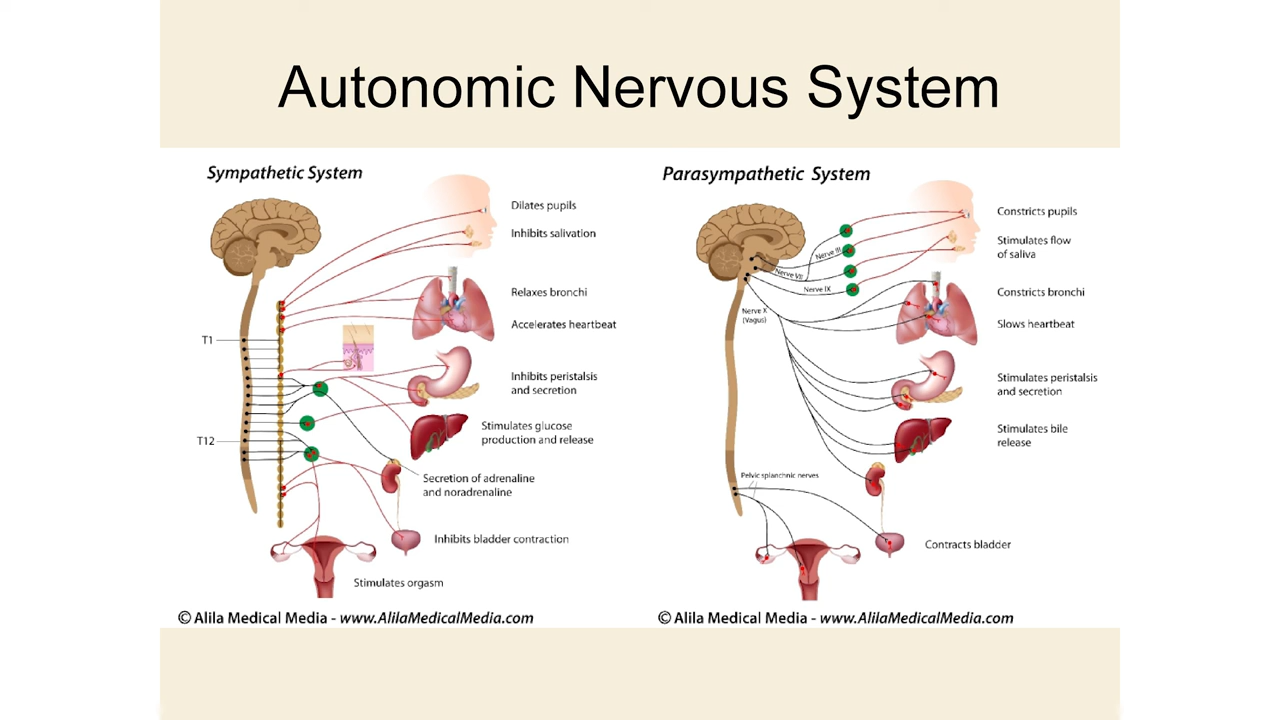 Autonomic Nervous System
Sympathetic System
Dilates pupils
Inhibits salivation
Relaxes bronchi
Accelerates heartbeat
T1
Inhibits peristalsis
and secretion
Stimulates glucose
production and release
T12
Secretion of adrenaline
and noradrenaline
Inhibits bladder contraction
Stimulates orgasm
© Alila Medical Media - www.AlilaMedicalMedia.com
Parasympathetic System
Constricts pupils
Stimulates flow
of saliva
Nerve III
Nerve VII
Nerve IX
Nerve X
(Vagus)
Constricts bronchi
Slows heartbeat
Stimulates peristalsis
and secretion
Stimulates bile
release
Pelvic splanchnic nerves
Contracts bladder
© Alila Medical Media - www.AlilaMedicalMedia.com